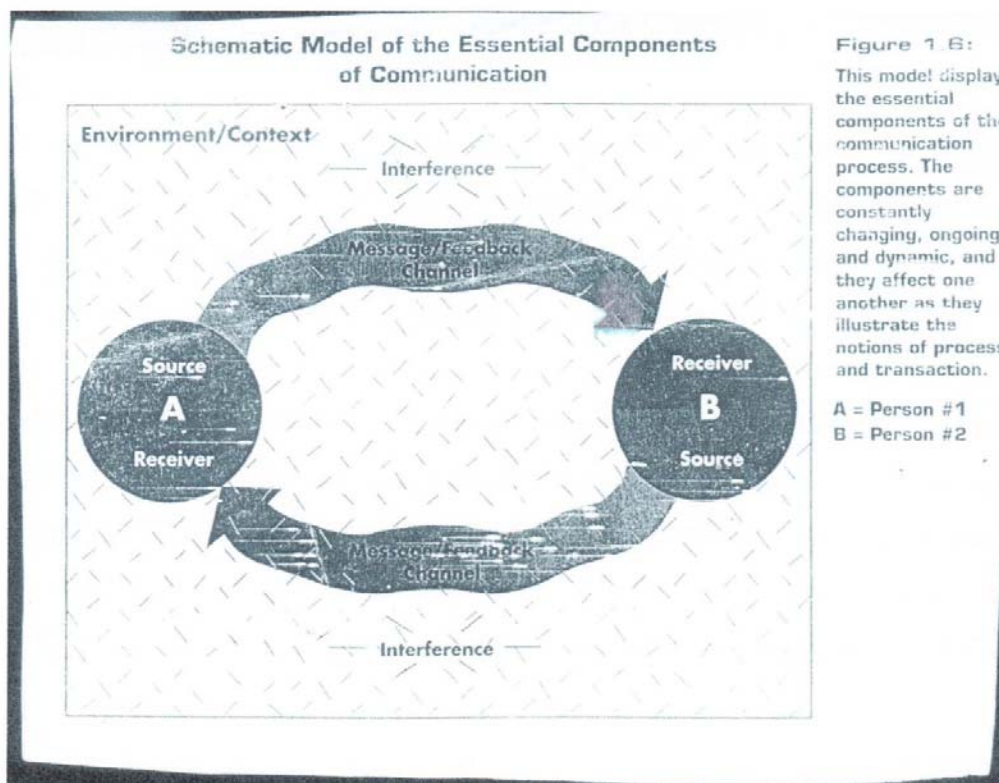 Schematic Model of the Essential Components
of Communication
Environment/Context
Interference
Message/Feedback
Channel
Source
A
Receiver
Receiver
B
Source
Message/Feedback
Channel
Interference
Figure 1.6:
This model display
the essential
components of the
communication
process. The
components are
constantly
changing, ongoing
and dynamic, and
they affect one
another as they
illustrate the
notions of process
and transaction.
A = Person #1
B = Person #2